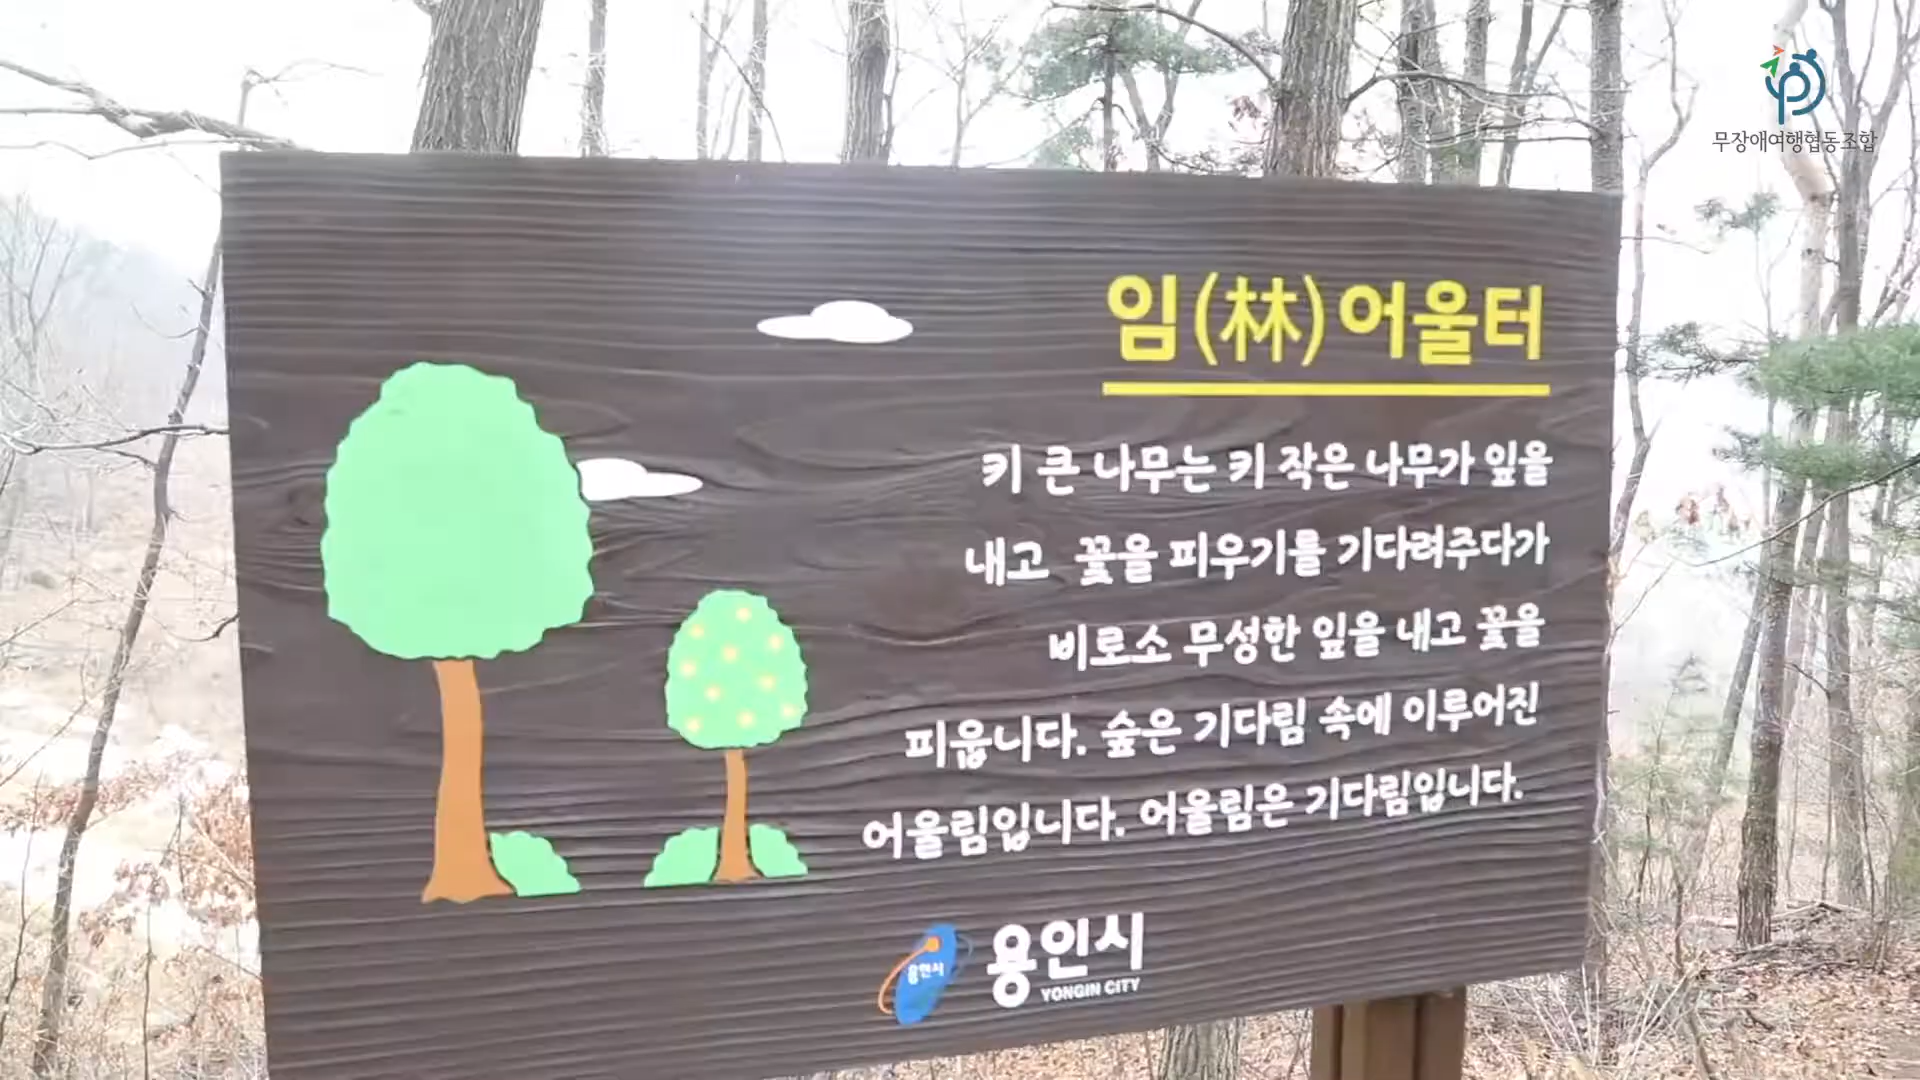 무장애여행협동조합
임(林)어울터
키 큰 나무는 키 작은 나무가 잎을
내고 꽃을 피우기를 기다려주다가
비로소 무성한 잎을 내고 꽃을
피웁니다. 숲은 기다림 속에 이루어진
어울림입니다. 어울림은 기다림입니다.
용인시
용인시
YONGIN CITY